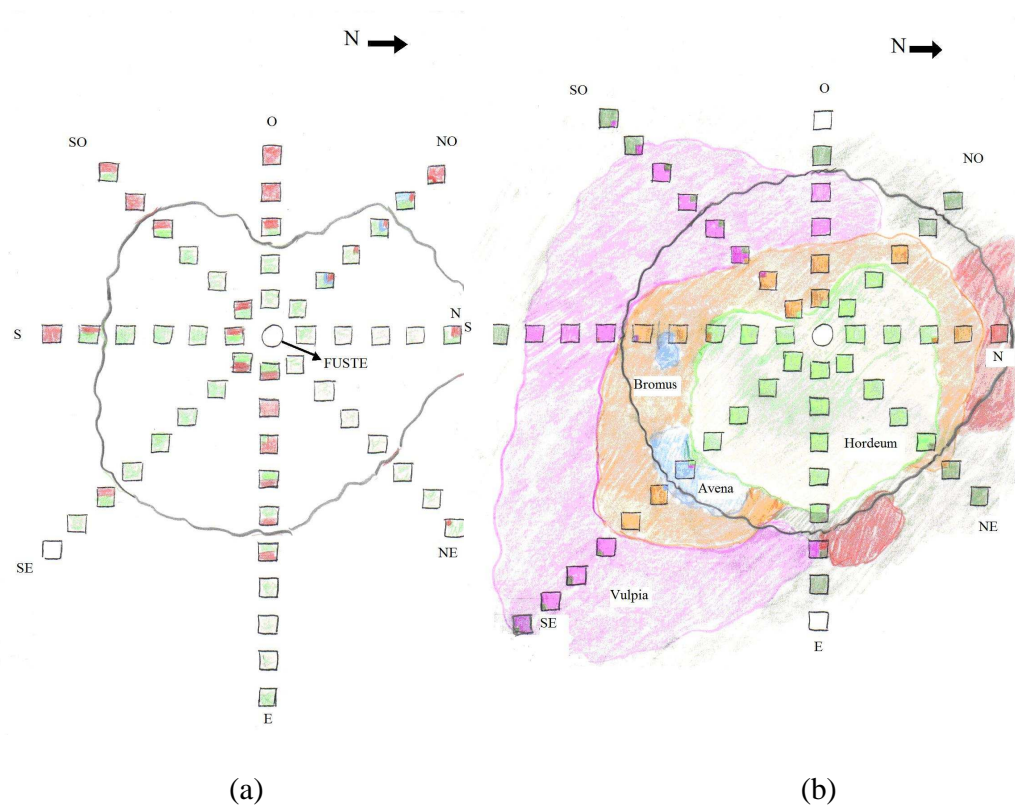 N
O
SO
NO
N
S
FUSTE
SE
NE
E
(a)
N
O
SO
NO
S
N
Bromus
Hordeum
Avena
NE
Vulpia
SE
E
(b)